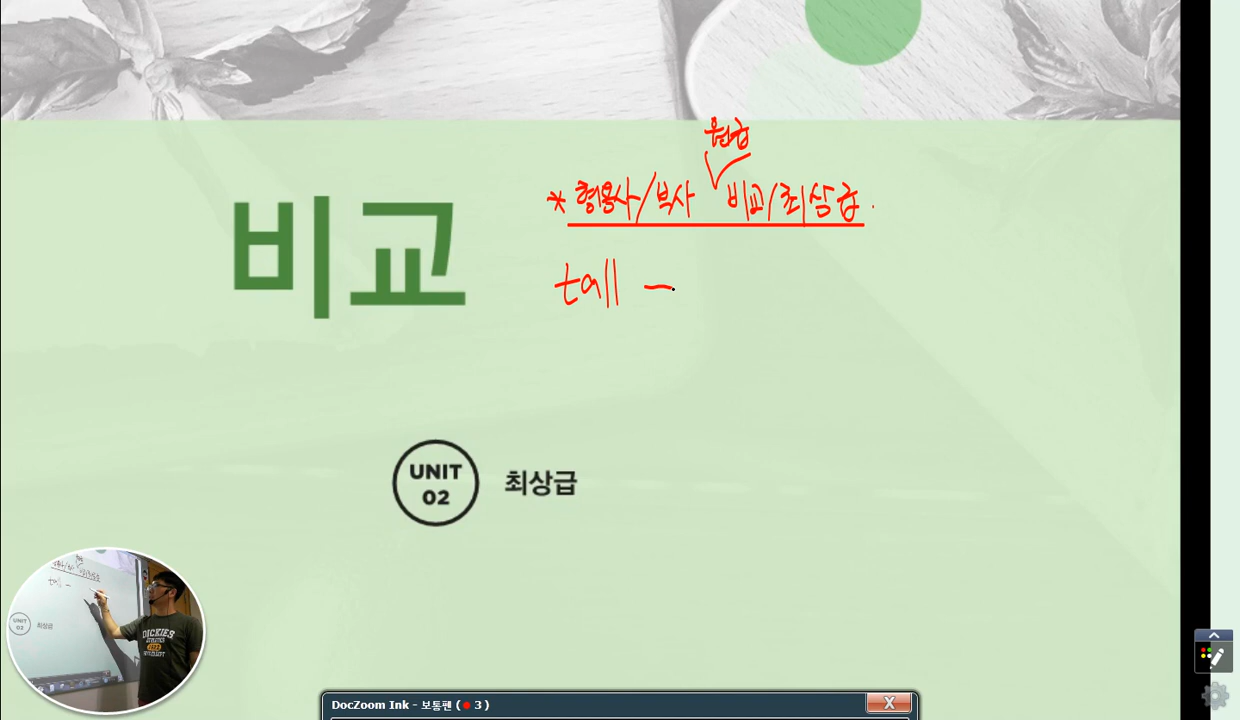 원급
* 형용사/부사 비교/최상급.
비교
tall —
UNIT
02
최상급
DICKIES
DocZoom Ink - 보통펜 ( 3 )
X